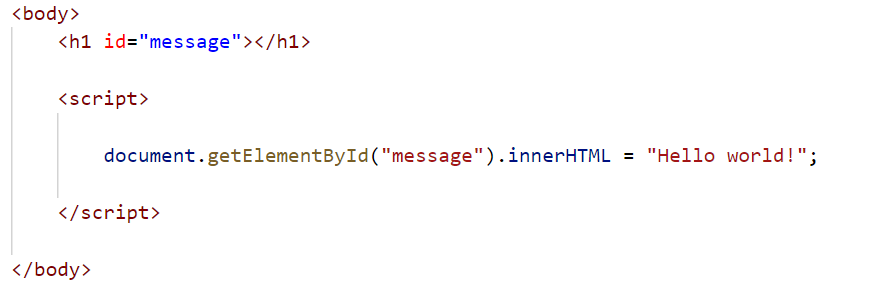 <body>
<h1 id="message"></h1>
<script>
document.getElementById("message").innerHTML = "Hello world!";
</script>
</body>